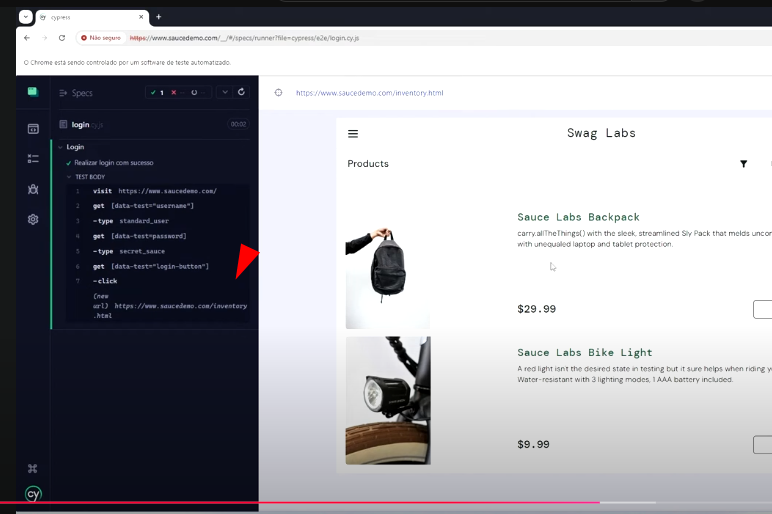 cypress
Não seguro https://www.saucedemo.com/__/#/specs/runner?file=cypress/e2e/login.cy.js
O Chrome está sendo controlado por um software de teste automatizado.
Specs
1 -- --
https://www.saucedemo.com/inventory.html
login.cy.js 00:02
Login
Realizar login com sucesso
TEST BODY
1 visit https://www.saucedemo.com/
2 get [data-test="username"]
3 -type standard_user
4 get [data-test=password]
5 -type secret_sauce
6 get [data-test="login-button"]
7 -click
(new
url) https://www.saucedemo.com/inventory
.html
cy
Swag Labs
Products
Sauce Labs Backpack
carry.allTheThings() with the sleek, streamlined Sly Pack that melds uncor
with unequaled laptop and tablet protection.
$29.99
Sauce Labs Bike Light
A red light isnt the desired state in testing but it sure helps when riding y
Water-resistant with 3 lighting modes, 1 AAA battery included.
$9.99